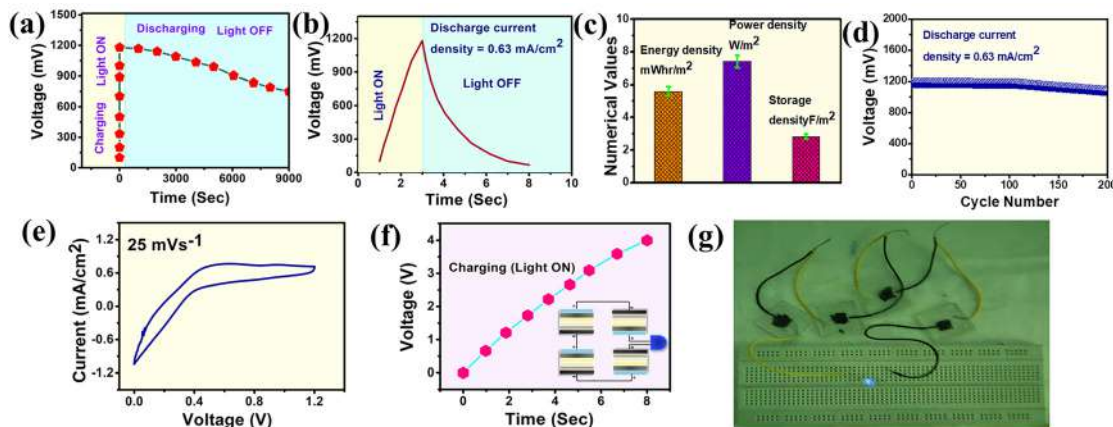 (a)
1500
1200
900
600
300
0
Voltage (mV)
Charging Light ON
Discharging
Light OFF
0 3000 6000 9000
Time (Sec)
(b)
1500
1200
900
600
300
0
Voltage (mV)
Light ON
Discharge current
density = 0.63 mA/cm²
Light OFF
0 2 4 6 8 10
Time (Sec)
(c)
10
8
6
4
2
0
Numerical Values
Power density
W/m²
Energy density
mWhr/m²
Storage
densityF/m²
(d)
2000
1600
1200
800
400
0
Voltage (mV)
Discharge current
density = 0.63 mA/cm²
0 50 100 150 200
Cycle Number
(e)
25 mVs⁻¹
1.2
0.6
0.0
-0.6
-1.2
Current (mA/cm²)
0.0 0.4 0.8 1.2
Voltage (V)
(f)
4
3
2
1
0
Voltage (V)
Charging (Light ON)
0 2 4 6 8
Time (Sec)
(g)